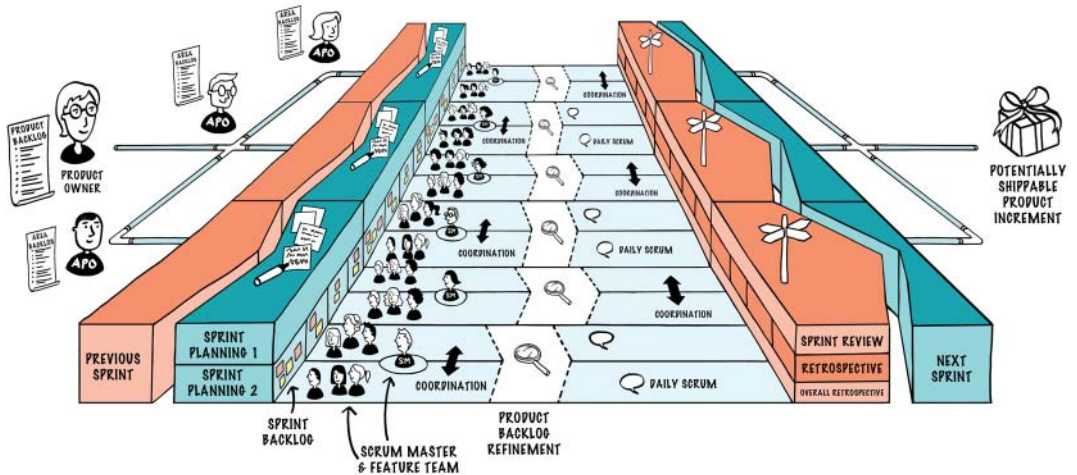 AREA
BACKLOG
APO
AREA
BACKLOG
APO
PRODUCT
BACKLOG
PRODUCT
OWNER
AREA
BACKLOG
APO
COORDINATION
COORDINATION
DAILY SCRUM
COORDINATION
SM
COORDINATION
DAILY SCRUM
SM
COORDINATION
SM
COORDINATION
DAILY SCRUM
PREVIOUS
SPRINT
SPRINT
PLANNING 1
SPRINT
PLANNING 2
SPRINT
BACKLOG
SCRUM MASTER
& FEATURE TEAM
PRODUCT
BACKLOG
REFINEMENT
SPRINT REVIEW
RETROSPECTIVE
OVERALL RETROSPECTIVE
NEXT
SPRINT
POTENTIALLY
SHIPPABLE
PRODUCT
INCREMENT